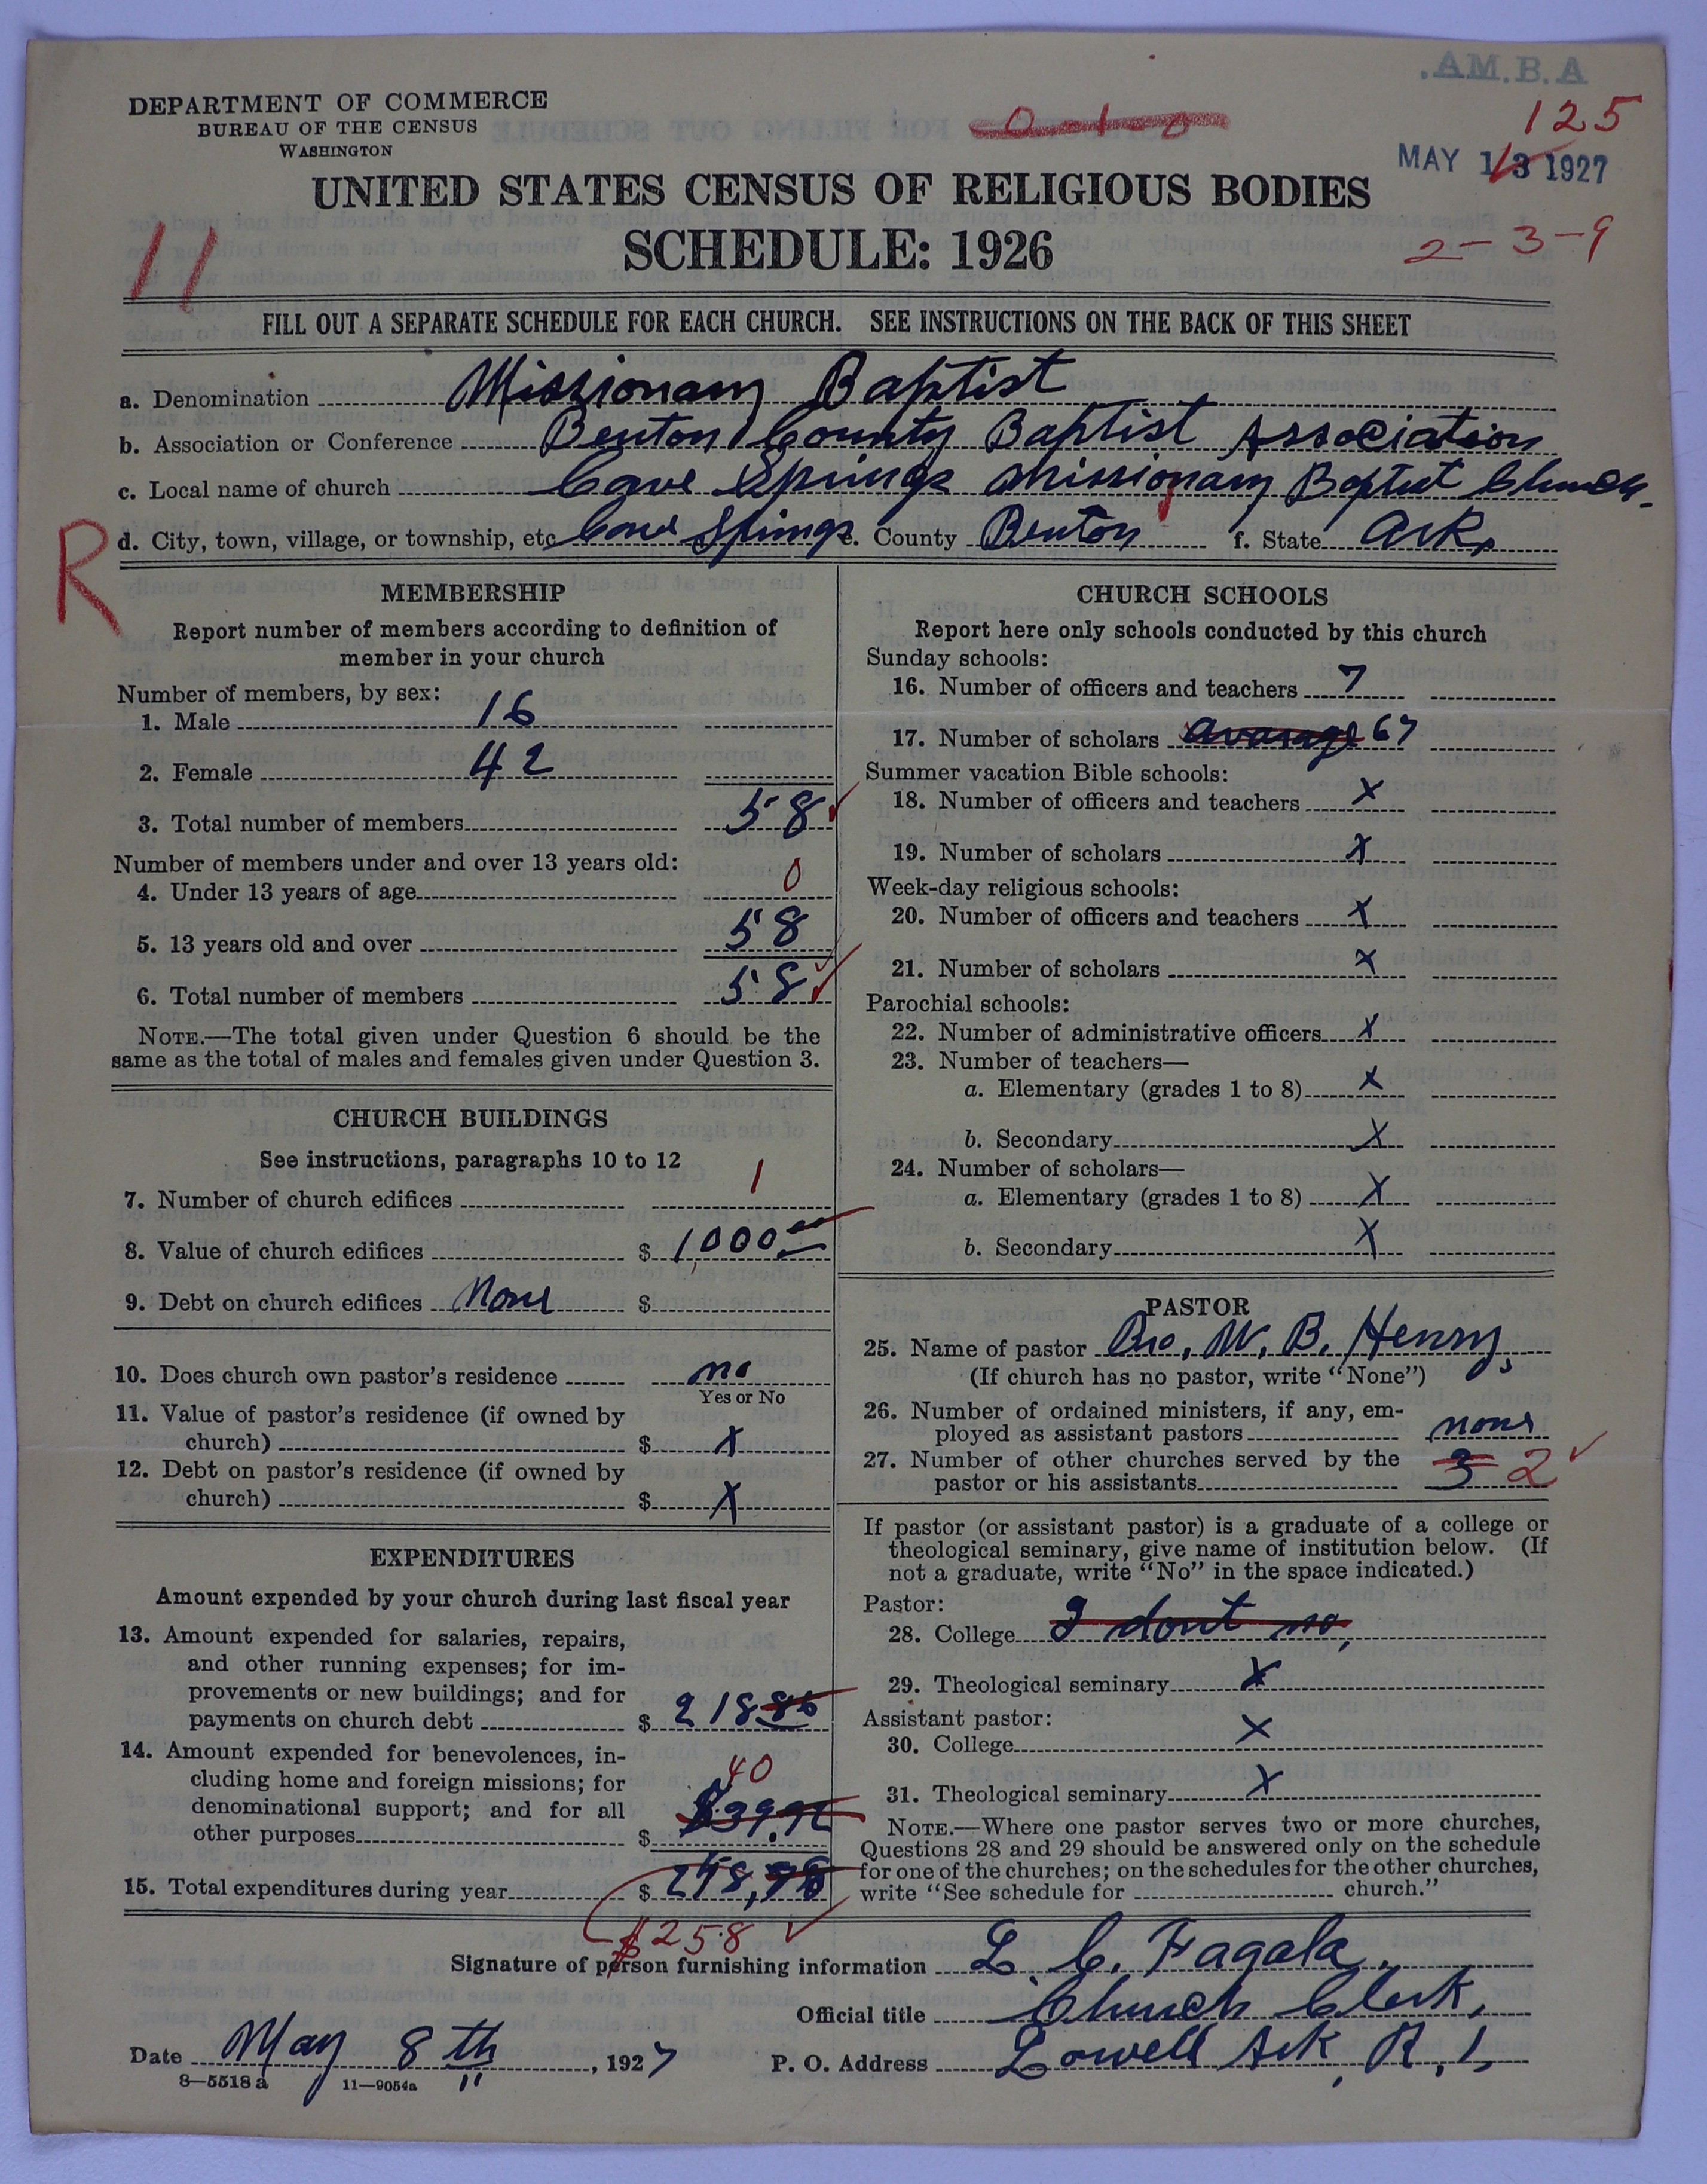 A.B.M.A.
DEPARTMENT OF COMMERCE
BUREAU OF THE CENSUS
WASHINGTON
0-1-0
125
MAY 13 1927
UNITED STATES CENSUS OF RELIGIOUS BODIES
SCHEDULE: 1926
11
2-3-9
FILL OUT A SEPARATE SCHEDULE FOR EACH CHURCH. SEE INSTRUCTIONS ON THE BACK OF THIS SHEET
a. Denomination Missionary Baptist
b. Association or Conference Benton County Baptist Association
c. Local name of church Cave Springs Missionary Baptist Church.
R
d. City, town, village, or township, etc Cave Springs e. County Benton f. State Ark.
MEMBERSHIP
Report number of members according to definition of
member in your church
Number of members, by sex:
1. Male 16
2. Female 42
3. Total number of members 58
Number of members under and over 13 years old:
4. Under 13 years of age 0
5. 13 years old and over 58
6. Total number of members 58
NOTE.—The total given under Question 6 should be the
same as the total of males and females given under Question 3.
CHURCH BUILDINGS
See instructions, paragraphs 10 to 12
7. Number of church edifices 1
8. Value of church edifices $ 1,000.00
9. Debt on church edifices None $
10. Does church own pastor's residence no
Yes or No
11. Value of pastor's residence (if owned by
church) $ X
12. Debt on pastor's residence (if owned by
church) $ X
EXPENDITURES
Amount expended by your church during last fiscal year
13. Amount expended for salaries, repairs,
and other running expenses; for im-
provements or new buildings; and for
payments on church debt $ 218
14. Amount expended for benevolences, in-
cluding home and foreign missions; for
40
denominational support; and for all
other purposes $ $39.
15. Total expenditures during year $
$258
CHURCH SCHOOLS
Report here only schools conducted by this church
Sunday schools:
16. Number of officers and teachers 7
17. Number of scholars avarage 67
Summer vacation Bible schools:
18. Number of officers and teachers X
19. Number of scholars X
Week-day religious schools:
20. Number of officers and teachers X
21. Number of scholars X
Parochial schools:
22. Number of administrative officers X
23. Number of teachers—
a. Elementary (grades 1 to 8) X
b. Secondary X
24. Number of scholars—
a. Elementary (grades 1 to 8) X
b. Secondary X
PASTOR
25. Name of pastor Bro. W. B. Henry,
(If church has no pastor, write "None")
26. Number of ordained ministers, if any, em-
ployed as assistant pastors none
27. Number of other churches served by the
pastor or his assistants 3 2
If pastor (or assistant pastor) is a graduate of a college or
theological seminary, give name of institution below. (If
not a graduate, write "No" in the space indicated.)
Pastor:
28. College I dont no,
29. Theological seminary X
Assistant pastor:
30. College X
31. Theological seminary X
NOTE.—Where one pastor serves two or more churches,
Questions 28 and 29 should be answered only on the schedule
for one of the churches; on the schedules for the other churches,
write "See schedule for church."
Signature of person furnishing information L. C. Fagala.
Official title Church Clerk,
Date May 8th, 1927 P. O. Address Lowell Ark, R. 1,
8—5518 a 11—9054a